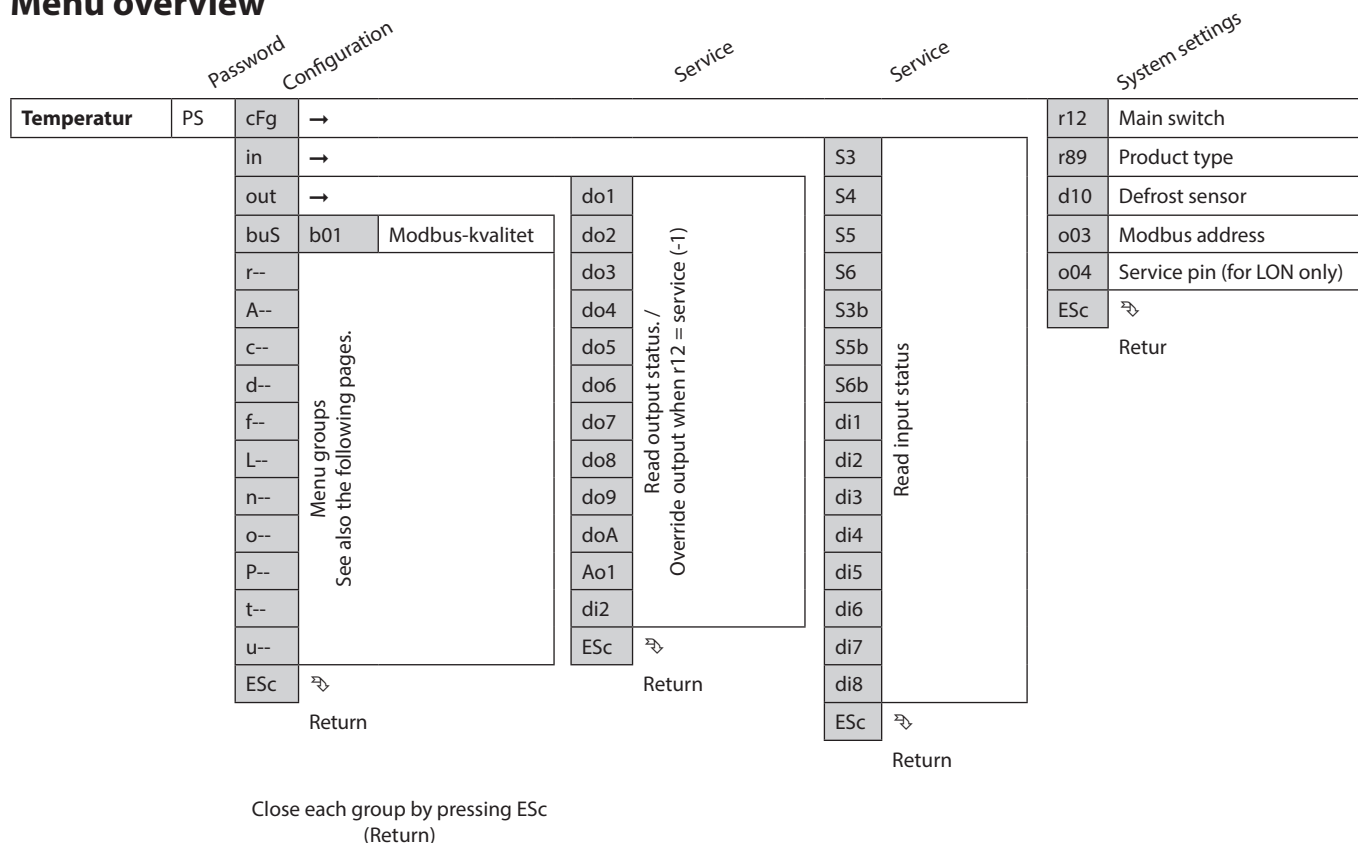 Menu overview
Password
Configuration
Service
Service
System settings
Temperatur PS cFg → r12 Main switch
in → S3 r89 Product type
out → do1 S4 d10 Defrost sensor
buS b01 Modbus-kvalitet do2 S5 o03 Modbus address
r-- do3 S6 o04 Service pin (for LON only)
A-- do4 S3b ESc
c-- do5 S5b Retur
d-- do6 S6b
f-- do7 di1
L-- do8 di2
n-- do9 di3
o-- doA di4
P-- Ao1 di5
t-- di2 di6
u-- ESc di7
ESc Return di8
Return ESc
Return
Menu groups
See also the following pages.
Read output status. /
Override output when r12 = service (-1)
Read input status
Close each group by pressing ESc
(Return)